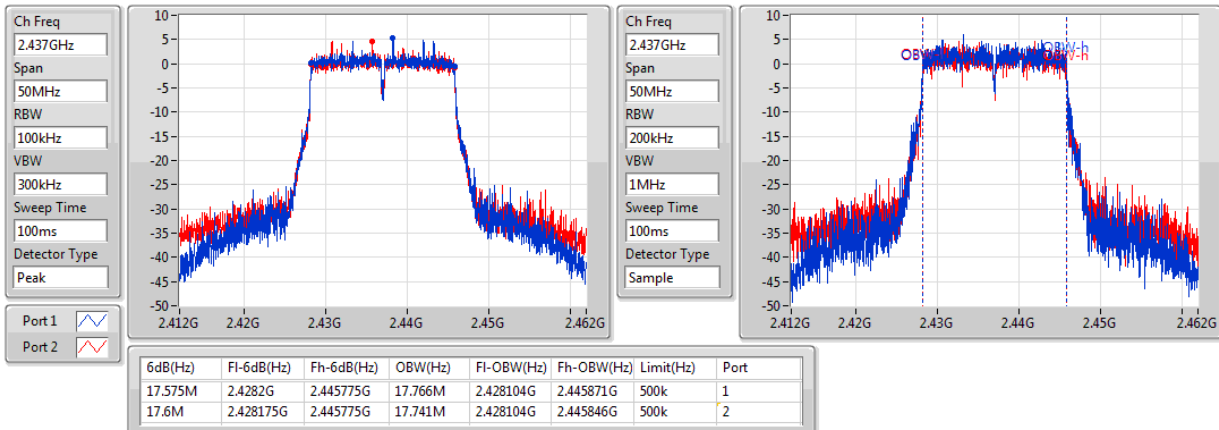 Ch Freq
2.437GHz
Span
50MHz
RBW
100kHz
VBW
300kHz
Sweep Time
100ms
Detector Type
Peak
Port 1
Port 2
10
5
0
-5
-10
-15
-20
-25
-30
-35
-40
-45
-50
2.412G 2.42G 2.43G 2.44G 2.45G 2.462G
Ch Freq
2.437GHz
Span
50MHz
RBW
200kHz
VBW
1MHz
Sweep Time
100ms
Detector Type
Sample
10
5
0
-5
-10
-15
-20
-25
-30
-35
-40
-45
-50
OBW-h
OBW-h
2.412G 2.42G 2.43G 2.44G 2.45G 2.462G
6dB(Hz) Fl-6dB(Hz) Fh-6dB(Hz) OBW(Hz) Fl-OBW(Hz) Fh-OBW(Hz) Limit(Hz) Port
17.575M 2.4282G 2.445775G 17.766M 2.428104G 2.445871G 500k 1
17.6M 2.428175G 2.445775G 17.741M 2.428104G 2.445846G 500k 2